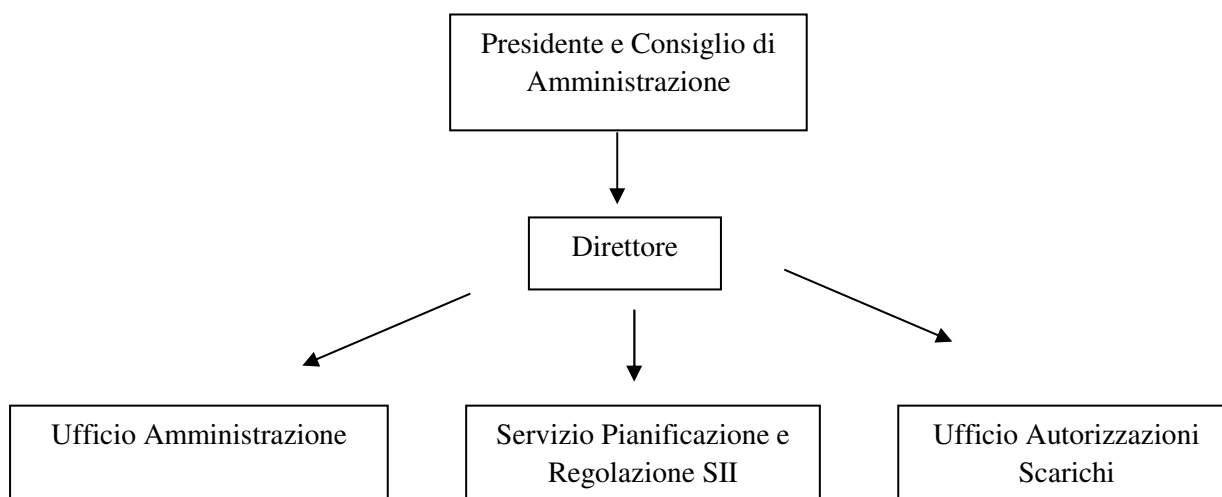 Presidente e Consiglio di
Amministrazione
Direttore
Ufficio Amministrazione
Servizio Pianificazione e
Regolazione SII
Ufficio Autorizzazioni
Scarichi